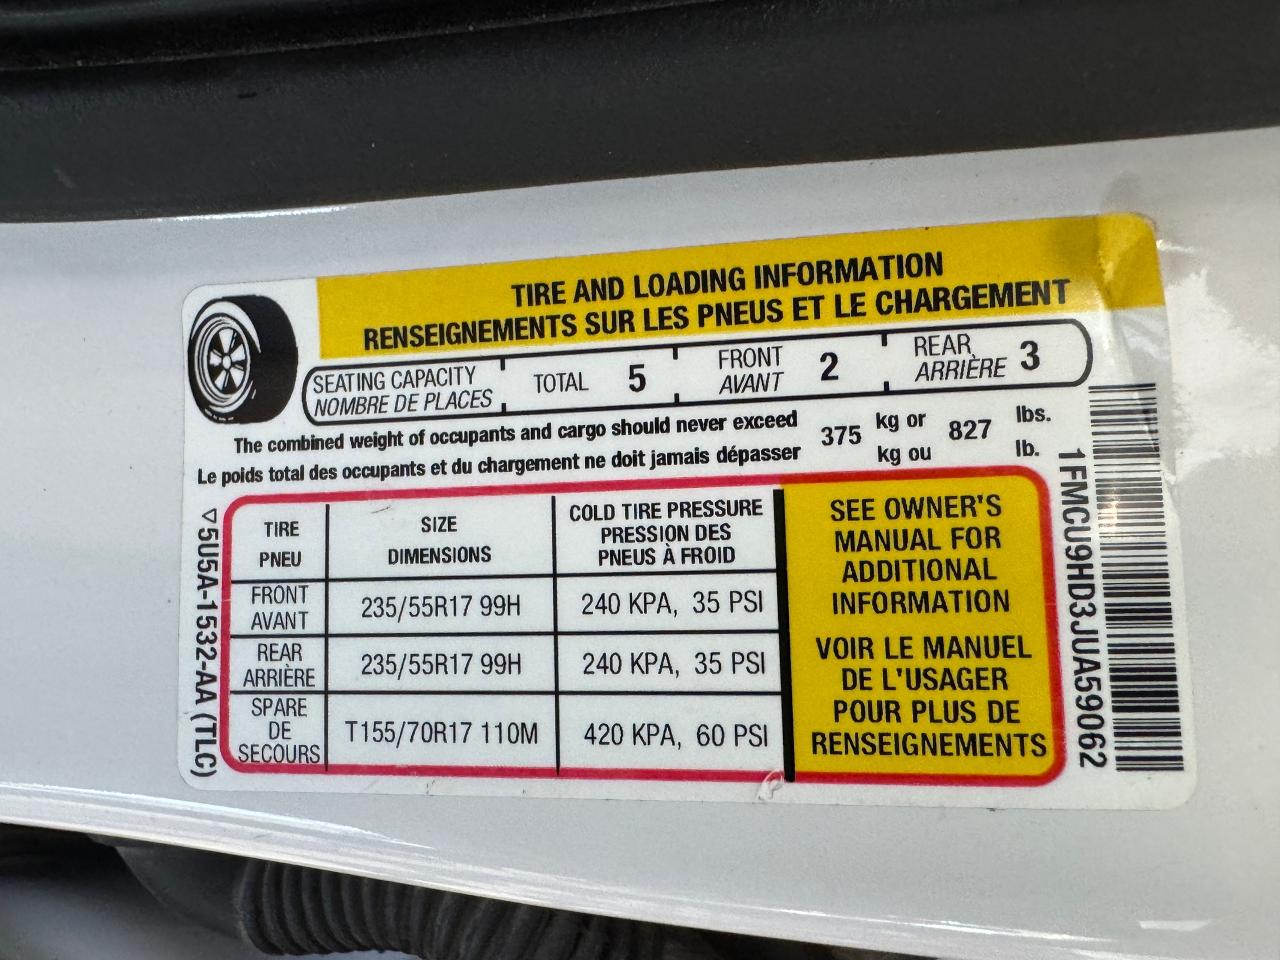 TIRE AND LOADING INFORMATION
RENSEIGNEMENTS SUR LES PNEUS ET LE CHARGEMENT
SEATING CAPACITY TOTAL 5 FRONT 2 REAR 3
NOMBRE DE PLACES AVANT ARRIÈRE
The combined weight of occupants and cargo should never exceed 375 kg or 827 lbs.
Le poids total des occupants et du chargement ne doit jamais dépasser kg ou lb.
TIRE SIZE COLD TIRE PRESSURE
PNEU DIMENSIONS PRESSION DES
PNEUS À FROID
FRONT
AVANT 235/55R17 99H 240 KPA, 35 PSI
REAR
ARRIÈRE 235/55R17 99H 240 KPA, 35 PSI
SPARE
DE
SECOURS T155/70R17 110M 420 KPA, 60 PSI
SEE OWNER'S
MANUAL FOR
ADDITIONAL
INFORMATION
VOIR LE MANUEL
DE L'USAGER
POUR PLUS DE
RENSEIGNEMENTS
▽5U5A-1532-AA (TLC)
1FMCU9HD3JUA59062